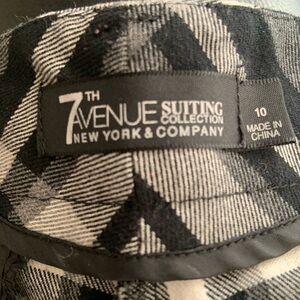 7TH AVENUE SUITING COLLECTION
NEW YORK & COMPANY
10
MADE IN
CHINA